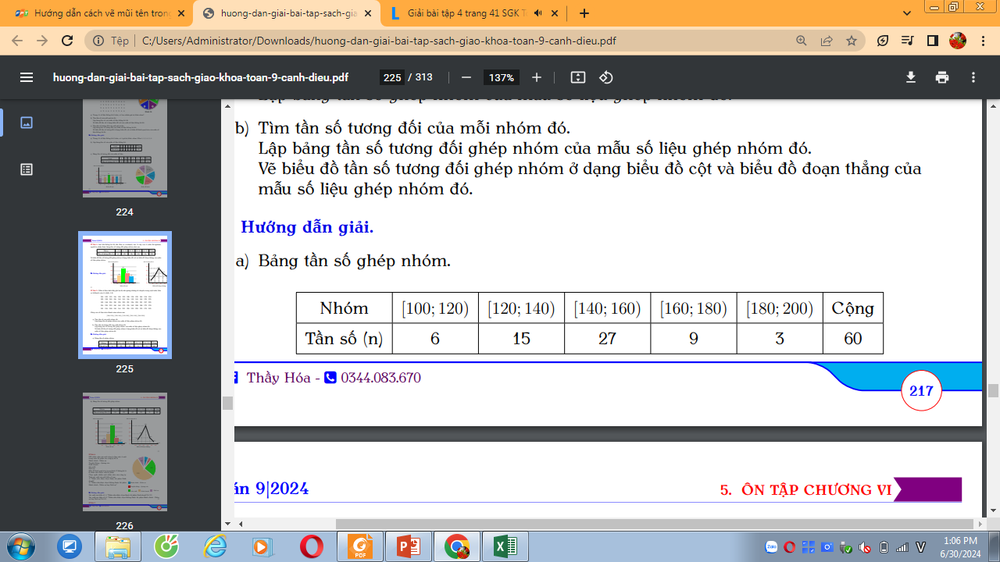 Hướng dẫn cách vẽ mũi tên tron
huong-dan-giai-bai-tap-sach-gia
Giải bài tập 4 trang 41 SGK T
Tệp
C:/Users/Administrator/Downloads/huong-dan-giai-bai-tap-sach-giao-khoa-toan-9-canh-dieu.pdf
huong-dan-giai-bai-tap-sach-giao-khoa-toan-9-canh-dieu.pdf
225 / 313
137%
224
225
226
b) Tìm tần số tương đối của mỗi nhóm đó.
Lập bảng tần số tương đối ghép nhóm của mẫu số liệu ghép nhóm đó.
Vẽ biểu đồ tần số tương đối ghép nhóm ở dạng biểu đồ cột và biểu đồ đoạn thẳng của
mẫu số liệu ghép nhóm đó.
Hướng dẫn giải.
a) Bảng tần số ghép nhóm.
Nhóm [100; 120) [120; 140) [140; 160) [160; 180) [180; 200) Cộng
Tần số (n) 6 15 27 9 3 60
Thầy Hóa - 0344.083.670
217
án 9|2024
5. ÔN TẬP CHƯƠNG VI
Zalo
PDF
V
1:06 PM
6/30/2024